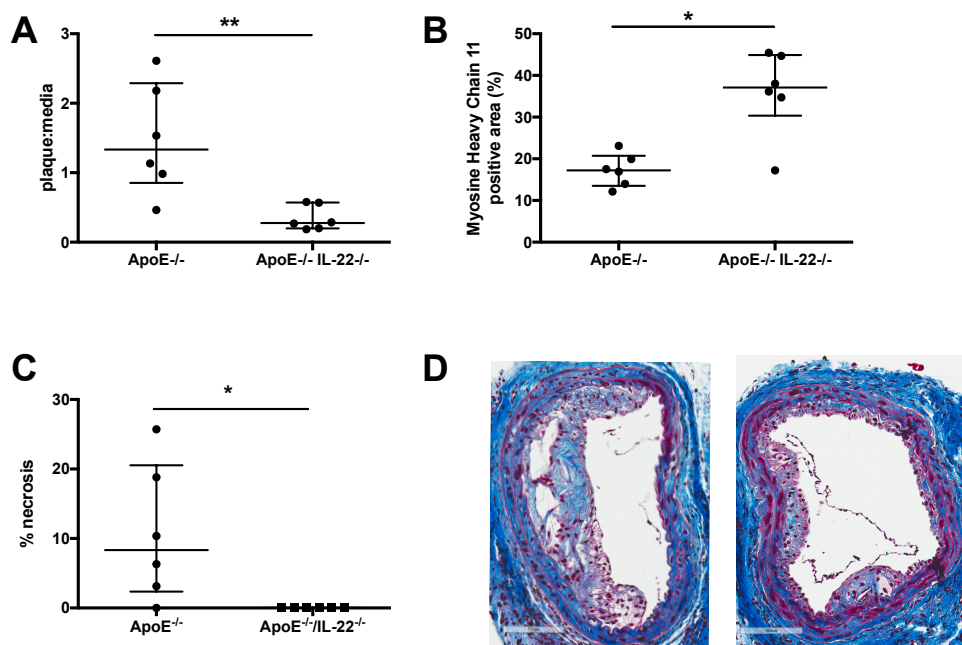 A
**
3
2
1
0
plaque:media
ApoE-/-
ApoE-/- IL-22-/-
B
*
50
40
30
20
10
0
Myosine Heavy Chain 11
positive area (%)
ApoE-/-
ApoE-/- IL-22-/-
C
*
30
20
10
0
% necrosis
ApoE-/-
ApoE-/-/IL-22-/-
D